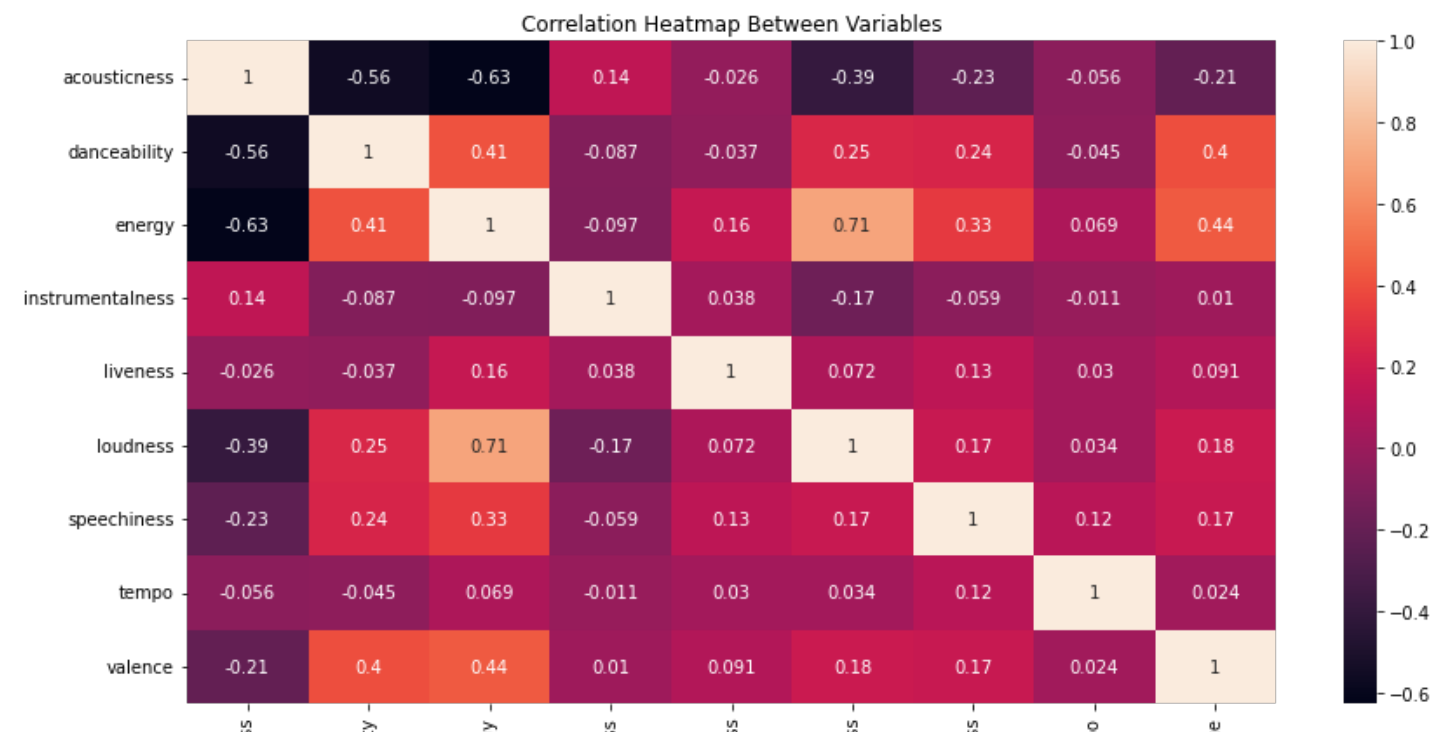 Correlation Heatmap Between Variables
acousticness 1 -0.56 -0.63 0.14 -0.026 -0.39 -0.23 -0.056 -0.21
danceability -0.56 1 0.41 -0.087 -0.037 0.25 0.24 -0.045 0.4
energy -0.63 0.41 1 -0.097 0.16 0.71 0.33 0.069 0.44
instrumentalness 0.14 -0.087 -0.097 1 0.038 -0.17 -0.059 -0.011 0.01
liveness -0.026 -0.037 0.16 0.038 1 0.072 0.13 0.03 0.091
loudness -0.39 0.25 0.71 -0.17 0.072 1 0.17 0.034 0.18
speechiness -0.23 0.24 0.33 -0.059 0.13 0.17 1 0.12 0.17
tempo -0.056 -0.045 0.069 -0.011 0.03 0.034 0.12 1 0.024
valence -0.21 0.4 0.44 0.01 0.091 0.18 0.17 0.024 1
1.0
0.8
0.6
0.4
0.2
0.0
−0.2
−0.4
−0.6